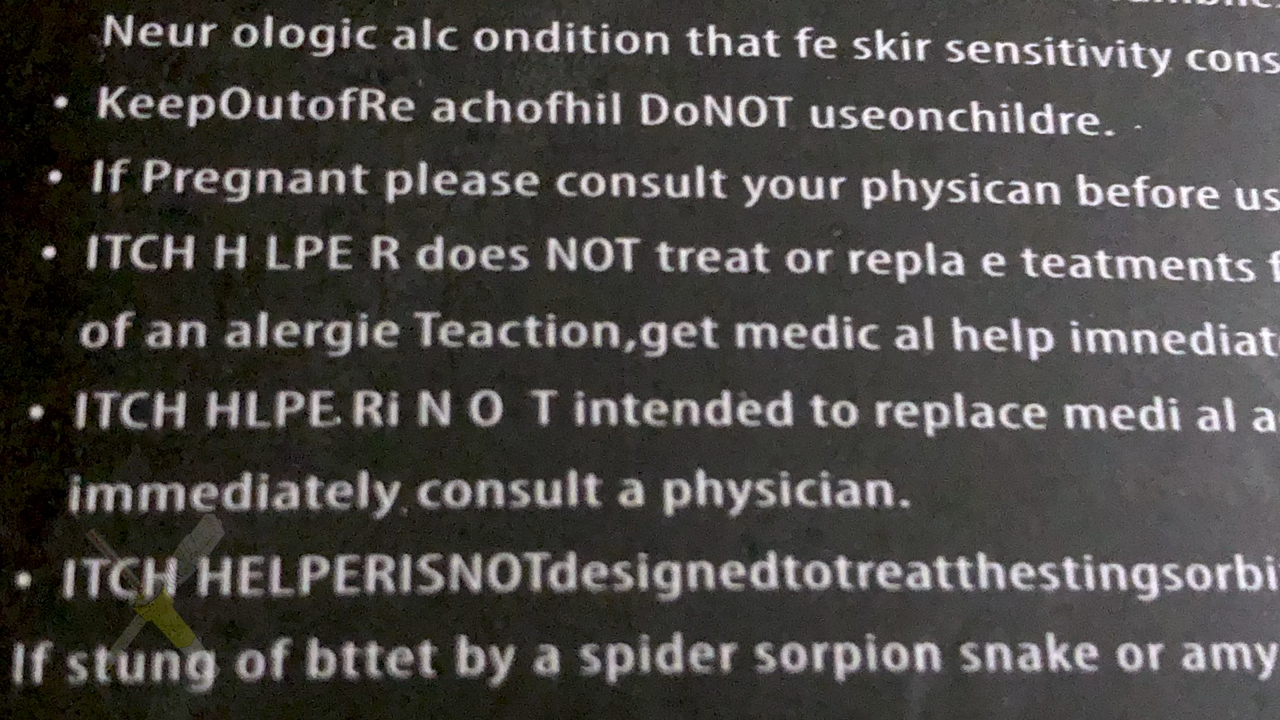 Neur ologic alc ondition that fe skir sensitivity cons
• KeepOutofRe achofhil DoNOT useonchildre.
• If Pregnant please consult your physican before us
• ITCH H LPE R does NOT treat or repla e teatments f
of an alergie Teaction,get medic al help imnediat
• ITCH HLPE Ri N O T intended to replace medi al a
immediately consult a physician.
• ITCH HELPERISNOTdesignedtotreatthestingsorbi
If stung of bttet by a spider sorpion snake or amy